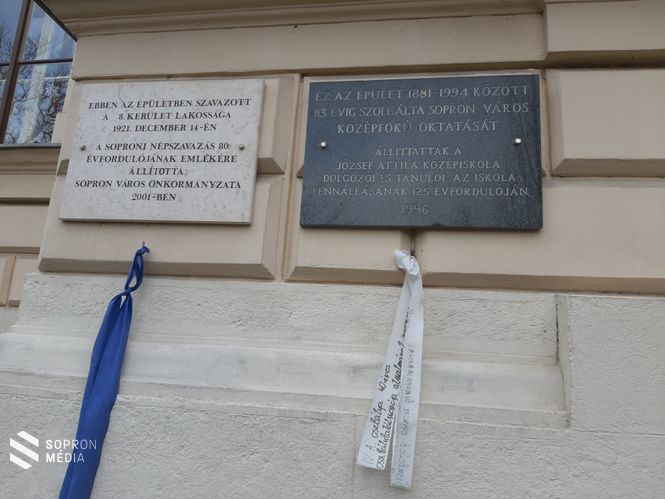 EBBEN AZ ÉPÜLETBEN SZAVAZOTT
A 8. KERÜLET LAKOSSÁGA
1921. DECEMBER 14-ÉN
A SOPRONI NÉPSZAVAZÁS 80.
ÉVFORDULÓJÁNAK EMLÉKÉRE
ÁLLÍTOTTA:
SOPRON VÁROS ÖNKORMÁNYZATA
2001-BEN
EZ AZ ÉPÜLET 1881-1994 KÖZÖTT
113 ÉVIG SZOLGÁLTA SOPRON VÁROS
KÖZÉPFOKÚ OKTATÁSÁT
ÁLLÍTTATTÁK A
JÓZSEF ATTILA KÖZÉPISKOLA
DOLGOZÓI ÉS TANULÓI AZ ISKOLA
FENNÁLLÁSÁNAK 125. ÉVFORDULÓJÁN
1996
SOPRON
MÉDIA